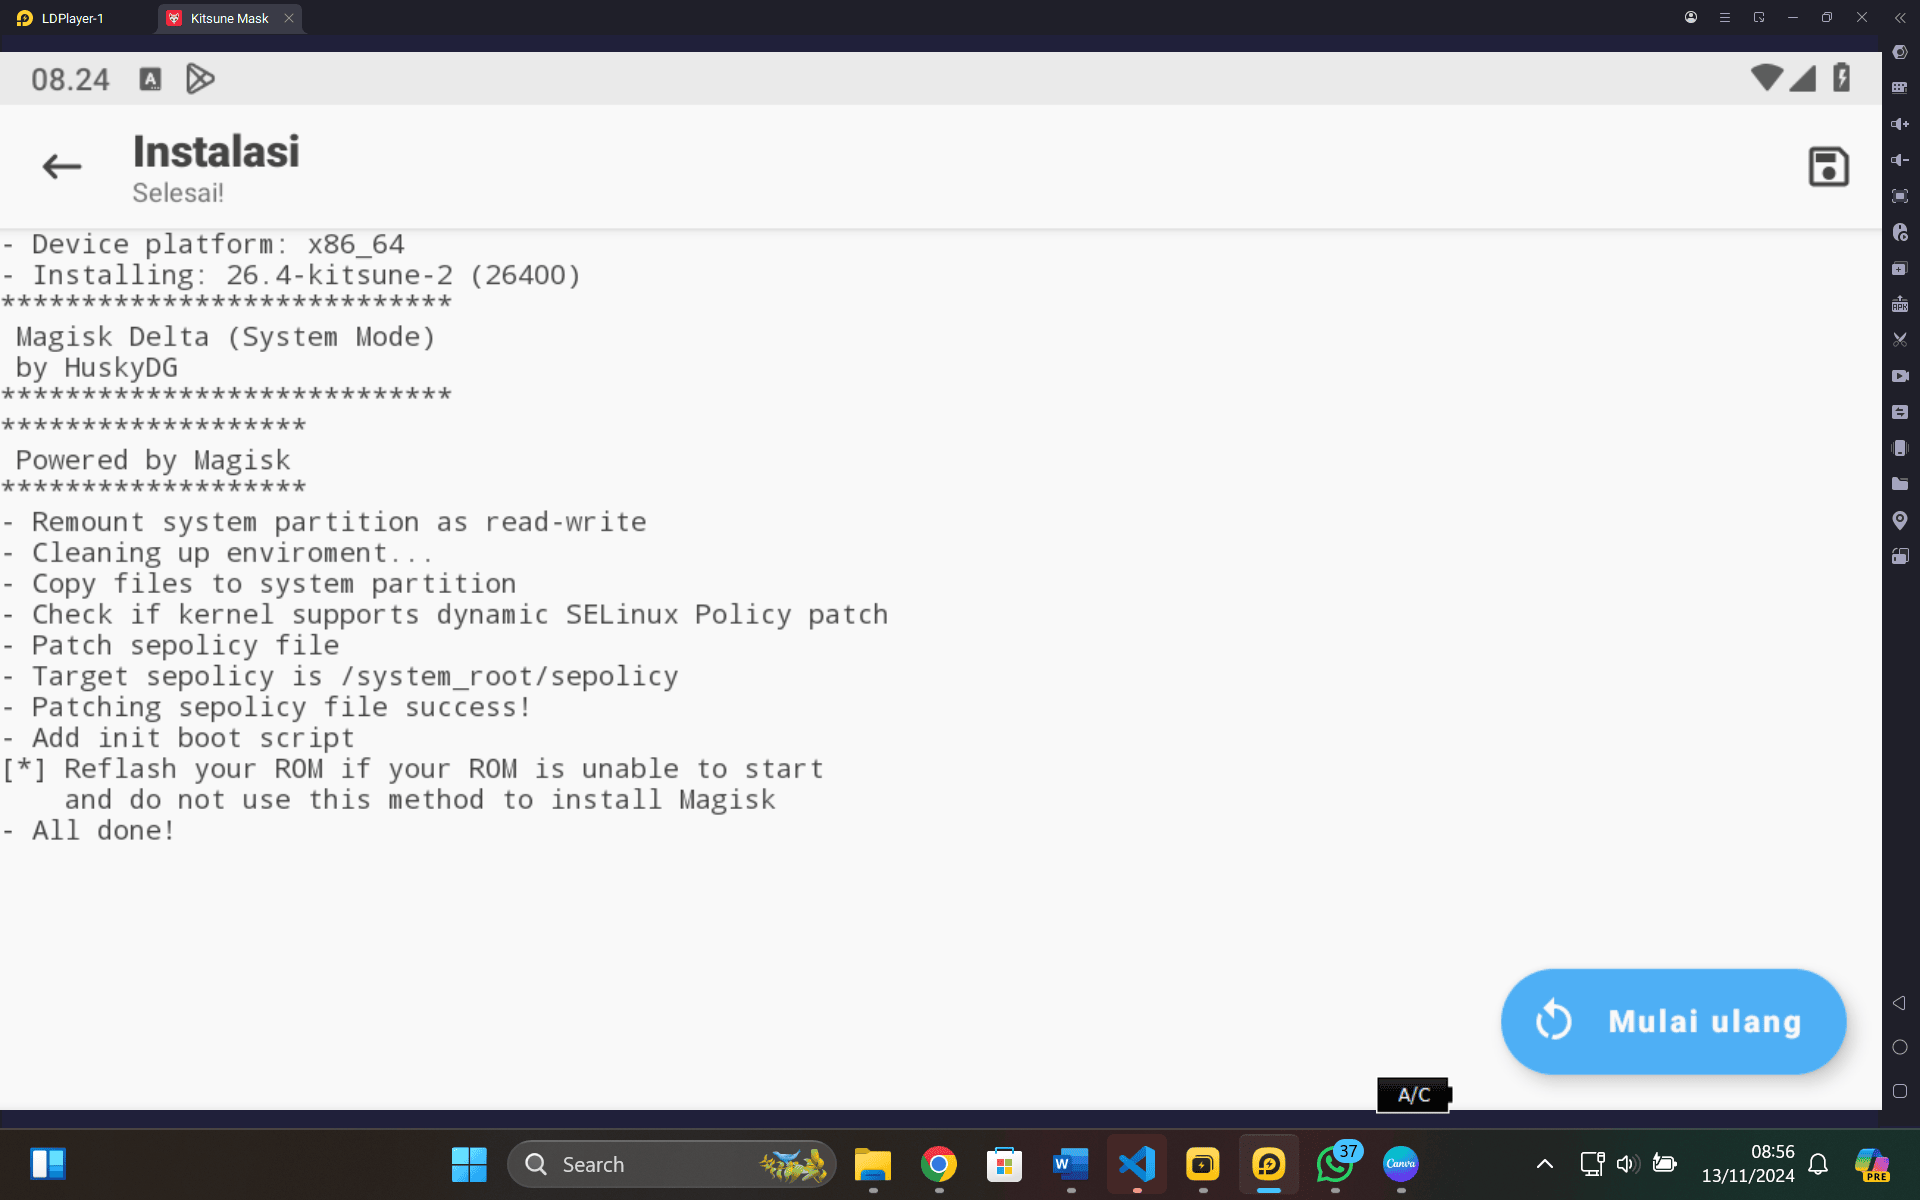 LDPlayer-1
Kitsune Mask
08.24
A
Instalasi
Selesai!
- Device platform: x86_64
- Installing: 26.4-kitsune-2 (26400)
****************************
Magisk Delta (System Mode)
by HuskyDG
****************************
*******************
Powered by Magisk
*******************
- Remount system partition as read-write
- Cleaning up enviroment...
- Copy files to system partition
- Check if kernel supports dynamic SELinux Policy patch
- Patch sepolicy file
- Target sepolicy is /system_root/sepolicy
- Patching sepolicy file success!
- Add init boot script
[*] Reflash your ROM if your ROM is unable to start
and do not use this method to install Magisk
- All done!
Mulai ulang
A/C
Search
W
37
Canva
08:56
13/11/2024
PRE